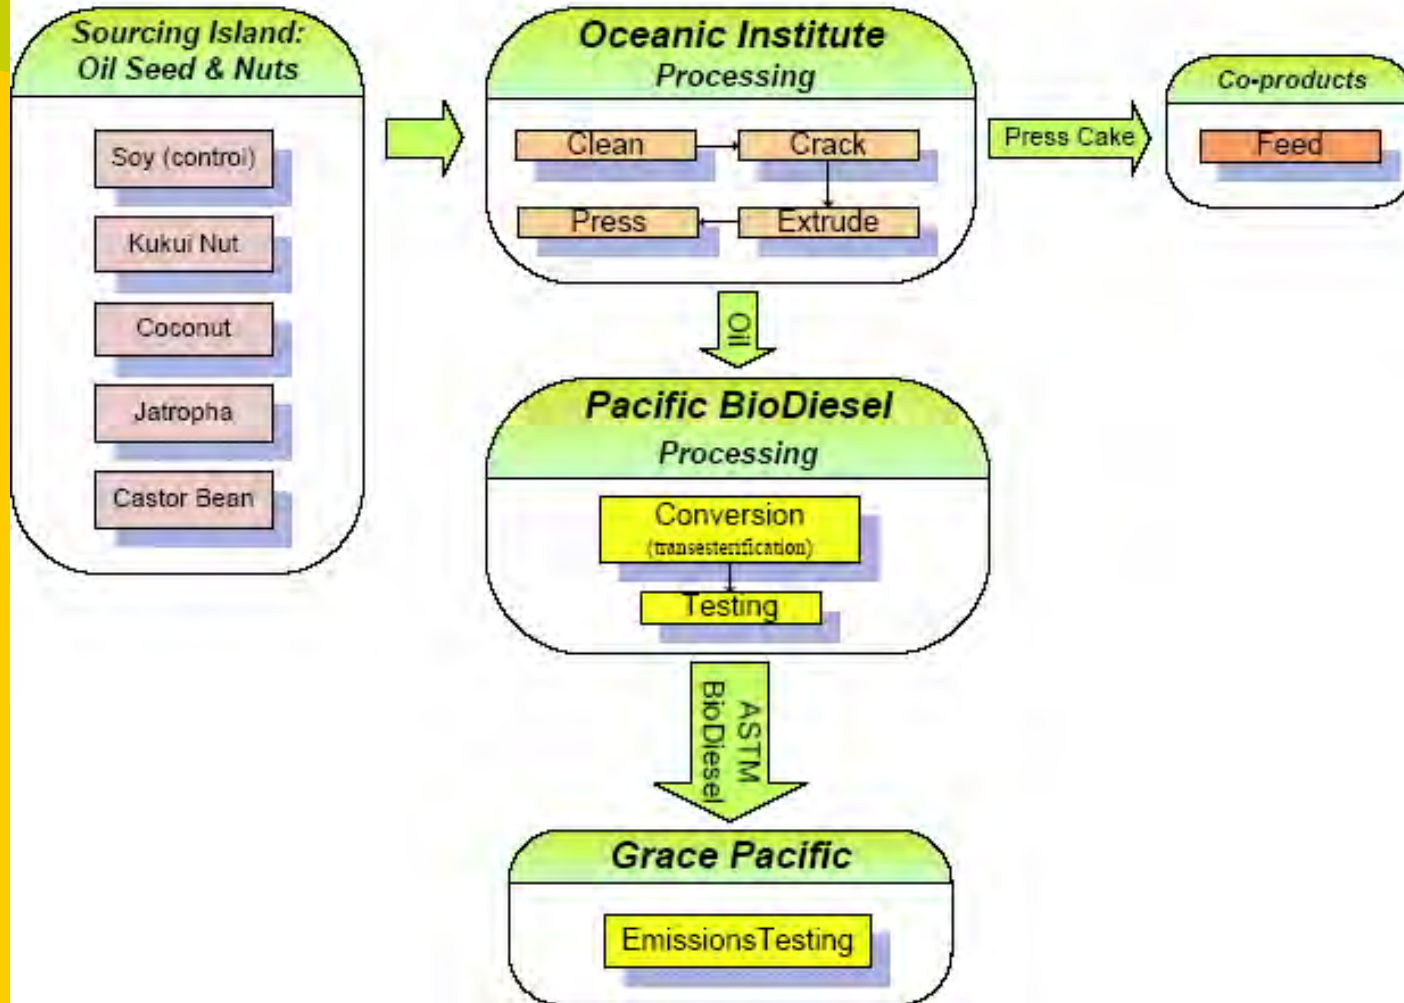 Sourcing Island:
Oil Seed & Nuts
Soy (control)
Kukui Nut
Coconut
Jatropha
Castor Bean
Oceanic Institute
Processing
Clean
Crack
Press
Extrude
Press Cake
Co-products
Feed
Oil
Pacific BioDiesel
Processing
Conversion
(transesterification)
Testing
ASTM
BioDiesel
Grace Pacific
EmissionsTesting